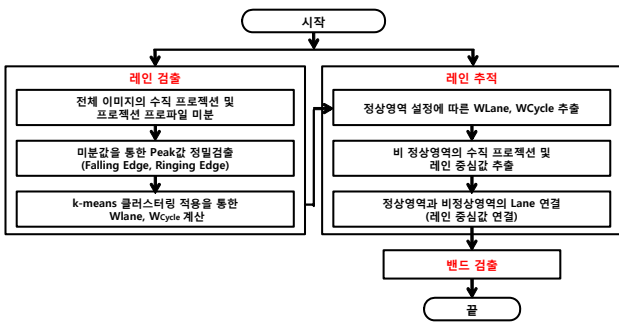 시작
레인 검출
전체 이미지의 수직 프로젝션 및
프로젝션 프로파일 미분
미분값을 통한 Peak값 정밀검출
(Falling Edge, Ringing Edge)
k-means 클러스터링 적용을 통한
Wlane, WCycle 계산
레인 추적
정상영역 설정에 따른 WLane, WCycle 추출
비 정상영역의 수직 프로젝션 및
레인 중심값 추출
정상영역과 비정상영역의 Lane 연결
(레인 중심값 연결)
밴드 검출
끝